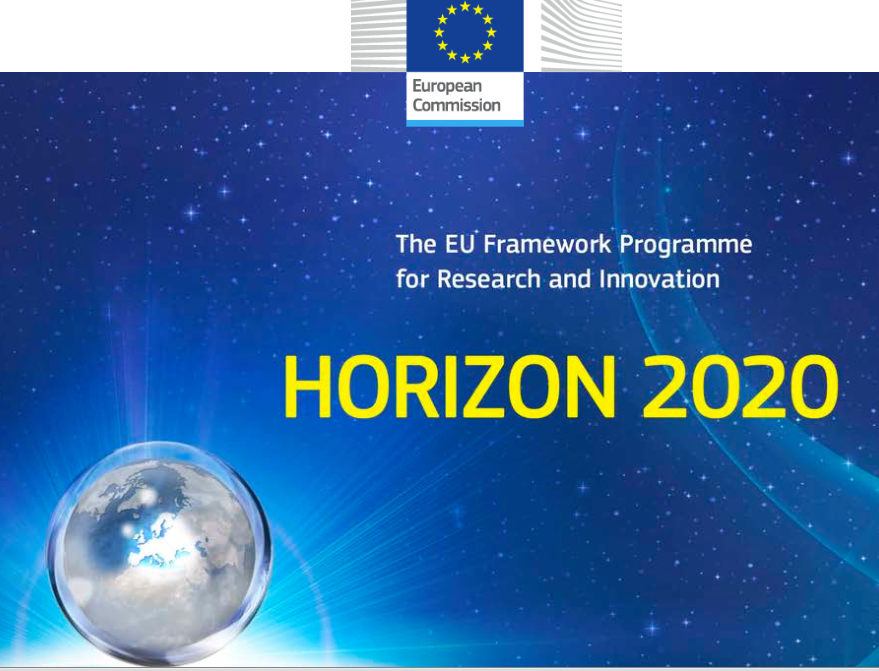 European
Commission
The EU Framework Programme
for Research and Innovation
HORIZON 2020